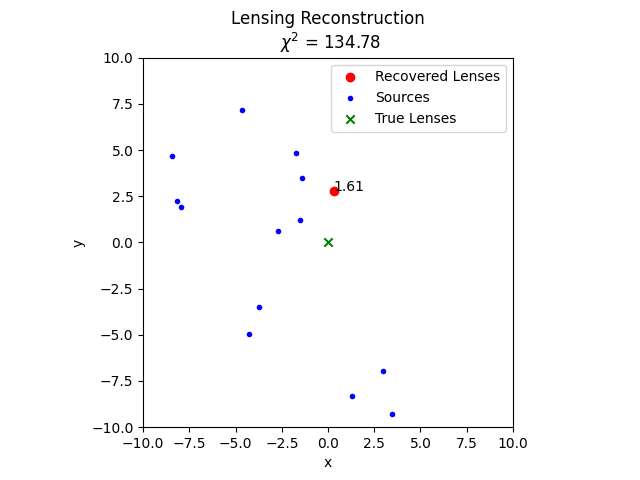 Lensing Reconstruction
χ² = 134.78
10.0
7.5
5.0
2.5
0.0
−2.5
−5.0
−7.5
−10.0
y
Recovered Lenses
Sources
True Lenses
1.61
−10.0 −7.5 −5.0 −2.5 0.0 2.5 5.0 7.5 10.0
x